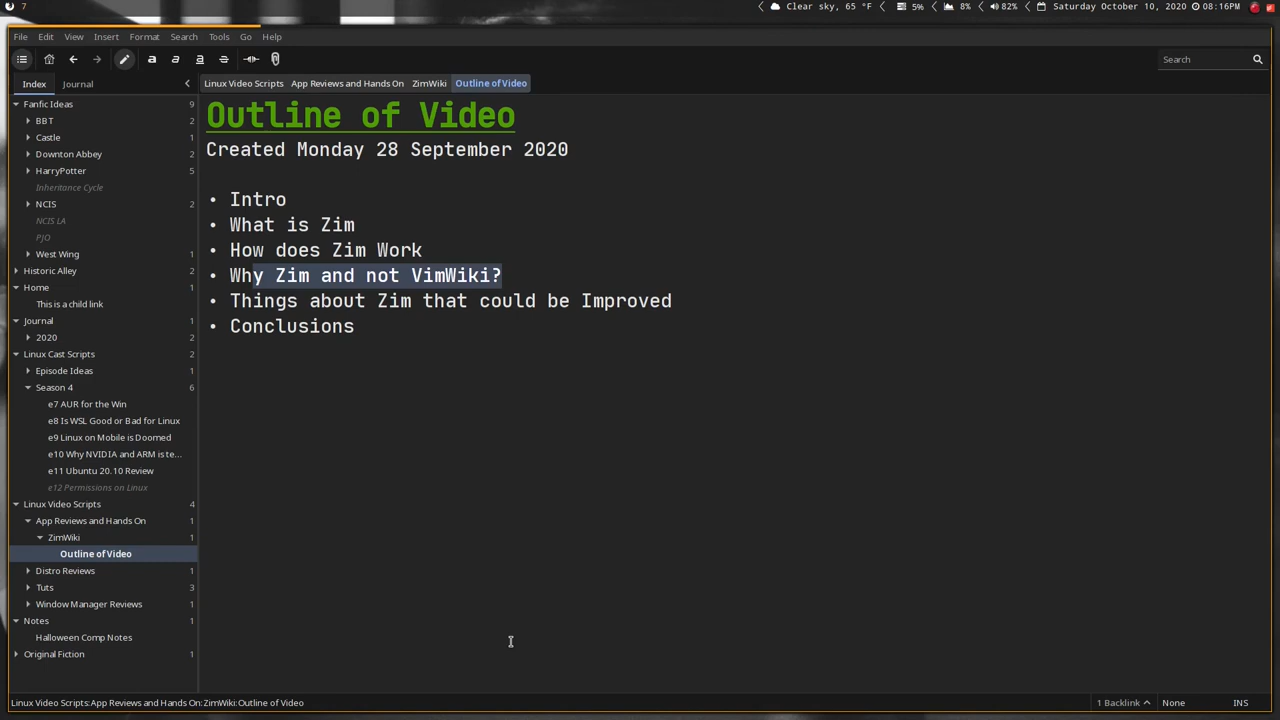 7
Clear sky, 65 °F
5%
8%
82%
Saturday October 10, 2020
08:16PM
File Edit View Insert Format Search Tools Go Help
a a a a
Search
Index Journal
Linux Video Scripts App Reviews and Hands On ZimWiki Outline of Video
Fanfic Ideas 9
BBT 2
Castle 1
Downton Abbey 2
HarryPotter 5
Inheritance Cycle
NCIS 2
NCIS LA
PJO
West Wing 1
Historic Alley 2
Home 1
This is a child link
Journal 1
2020 2
Linux Cast Scripts 2
Episode Ideas 1
Season 4 6
e7 AUR for the Win
e8 Is WSL Good or Bad for Linux
e9 Linux on Mobile is Doomed
e10 Why NVIDIA and ARM is te...
e11 Ubuntu 20.10 Review
e12 Permissions on Linux
Linux Video Scripts 4
App Reviews and Hands On 1
ZimWiki 1
Outline of Video
Distro Reviews 1
Tuts 3
Window Manager Reviews 1
Notes 1
Halloween Comp Notes
Original Fiction 1
Outline of Video
Created Monday 28 September 2020
• Intro
• What is Zim
• How does Zim Work
• Why Zim and not VimWiki?
• Things about Zim that could be Improved
• Conclusions
Linux Video Scripts:App Reviews and Hands On:ZimWiki:Outline of Video
1 Backlink
None
INS